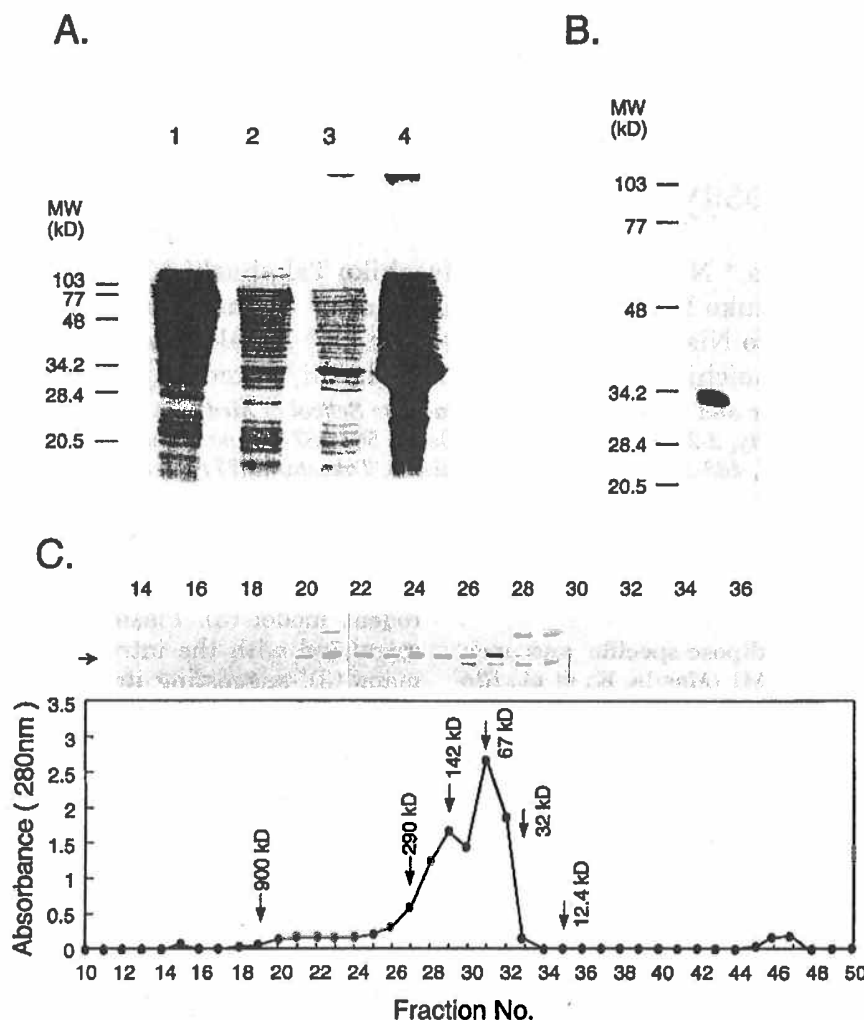 A.
B.
1 2 3 4
MW
(kD)
103
77
48
34.2
28.4
20.5
MW
(kD)
103
77
48
34.2
28.4
20.5
C.
14 16 18 20 22 24 26 28 30 32 34 36
Absorbance ( 280nm )
3.5
3
2.5
2
1.5
1
0.5
0
900 kD
290 kD
142 kD
67 kD
32 kD
12.4 kD
10 12 14 16 18 20 22 24 26 28 30 32 34 36 38 40 42 44 46 48 50
Fraction No.